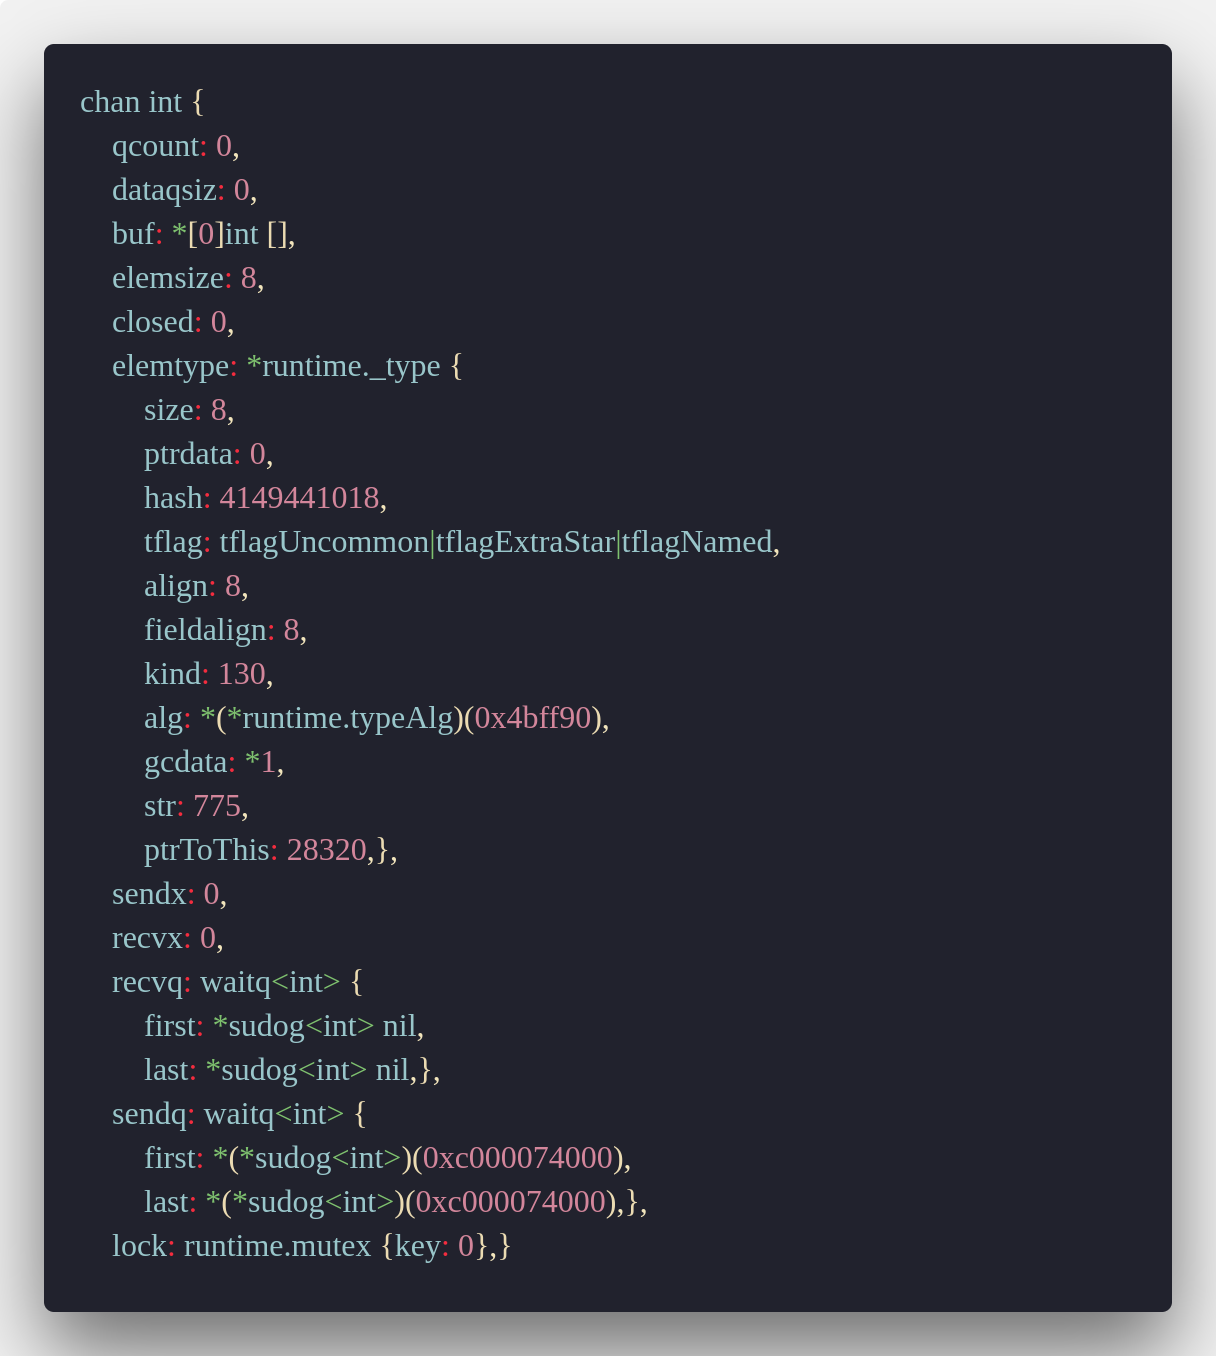 chan int {
qcount: 0,
dataqsiz: 0,
buf: *[0]int [],
elemsize: 8,
closed: 0,
elemtype: *runtime._type {
size: 8,
ptrdata: 0,
hash: 4149441018,
tflag: tflagUncommon|tflagExtraStar|tflagNamed,
align: 8,
fieldalign: 8,
kind: 130,
alg: *(*runtime.typeAlg)(0x4bff90),
gcdata: *1,
str: 775,
ptrToThis: 28320,},
sendx: 0,
recvx: 0,
recvq: waitq<int> {
first: *sudog<int> nil,
last: *sudog<int> nil,},
sendq: waitq<int> {
first: *(*sudog<int>)(0xc000074000),
last: *(*sudog<int>)(0xc000074000),},
lock: runtime.mutex {key: 0},}